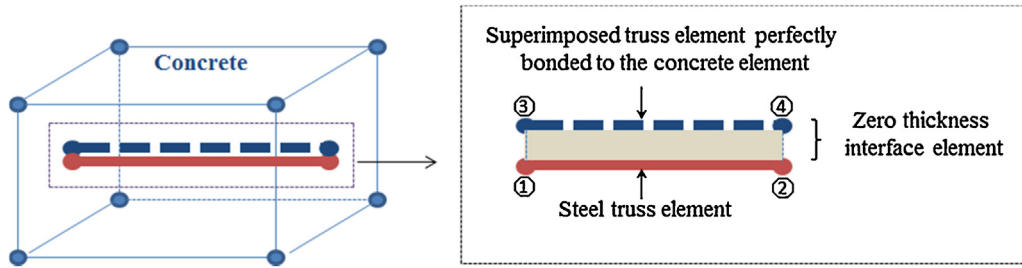 Concrete
Superimposed truss element perfectly
bonded to the concrete element
③
④
Zero thickness
interface element
①
②
Steel truss element